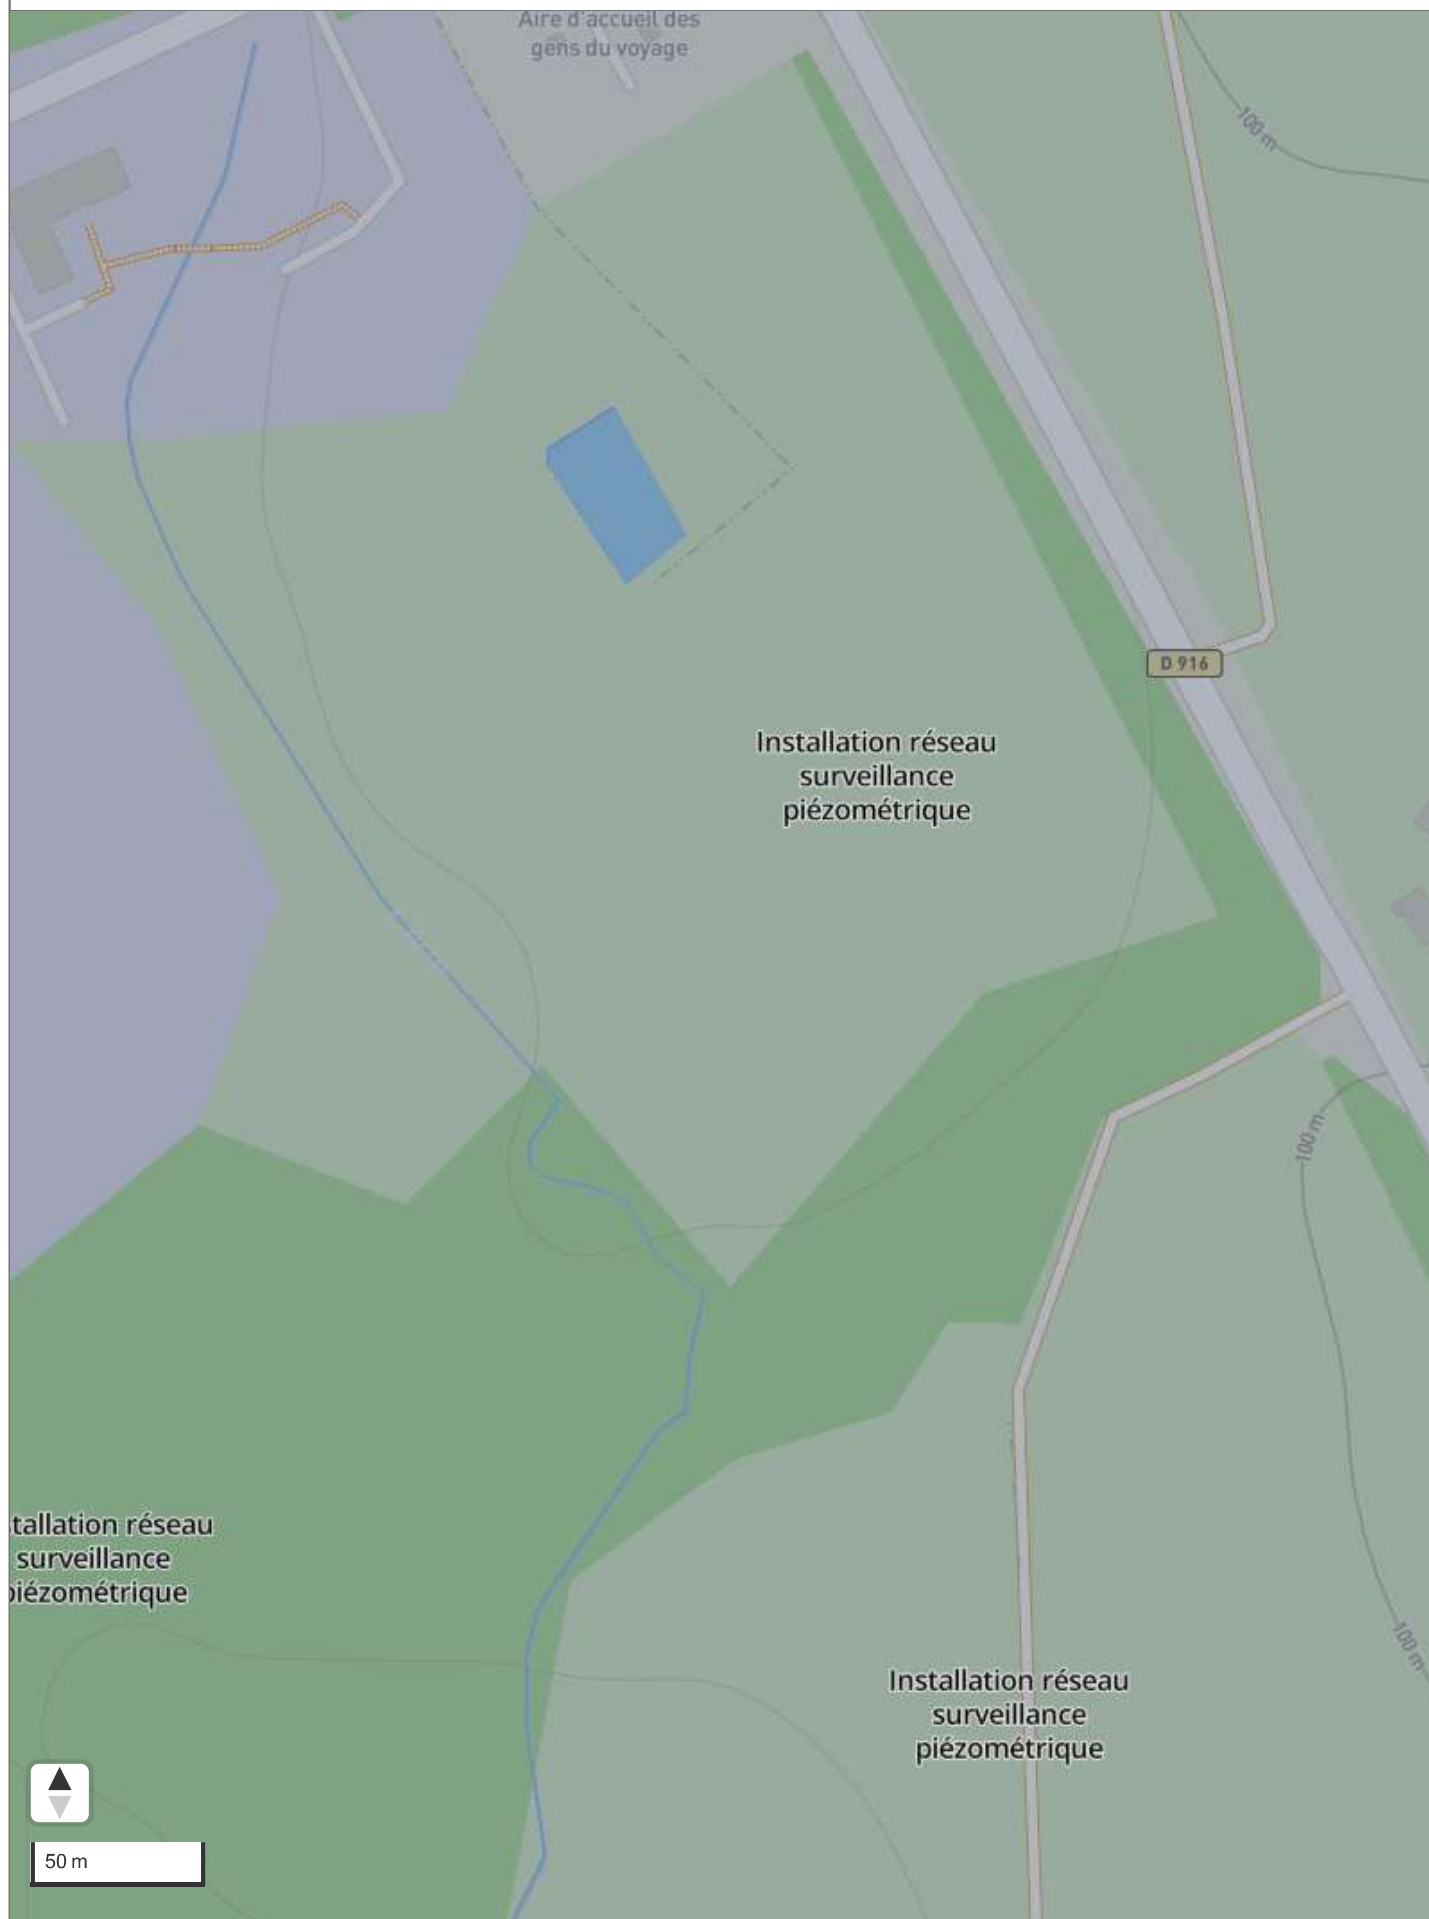 Aire d'accueil des
gens du voyage
100 m
D 916
Installation réseau
surveillance
piézométrique
100 m
tallation réseau
surveillance
piézométrique
100 m
Installation réseau
surveillance
piézométrique
50 m